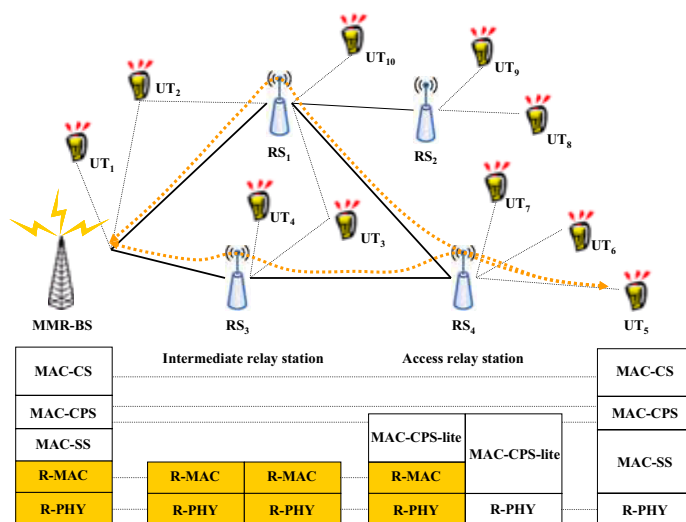 UT10
UT9
UT2
UT8
UT1
RS1
RS2
UT7
UT4
UT3
UT6
MMR-BS
RS3
RS4
UT5
Intermediate relay station
Access relay station
MAC-CS
MAC-CS
MAC-CPS
MAC-CPS
MAC-CPS-lite
MAC-CPS-lite
MAC-SS
MAC-SS
R-MAC
R-MAC
R-MAC
R-MAC
R-PHY
R-PHY
R-PHY
R-PHY
R-PHY
R-PHY